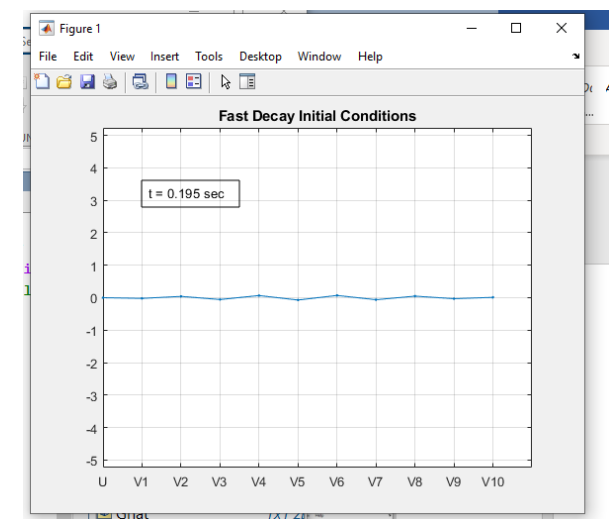 Figure 1
File Edit View Insert Tools Desktop Window Help
Fast Decay Initial Conditions
5
4
t = 0.195 sec
3
2
1
0
-1
-2
-3
-4
-5
U V1 V2 V3 V4 V5 V6 V7 V8 V9 V10